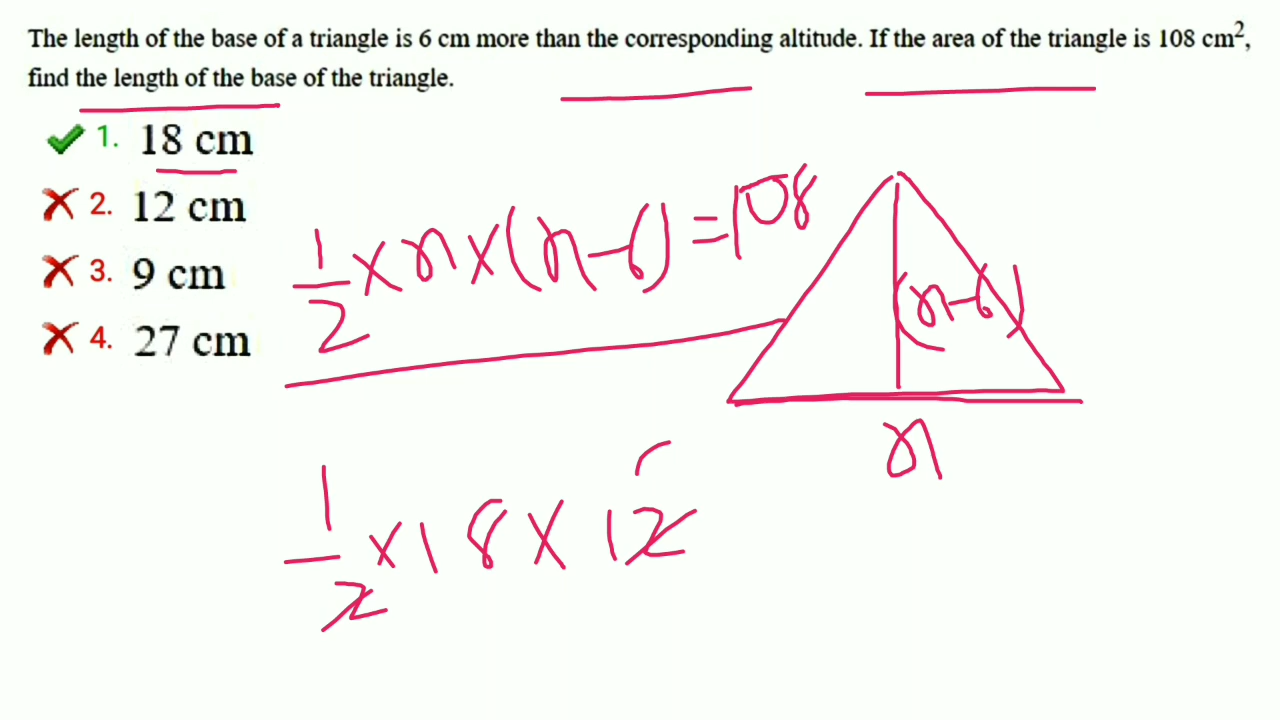 The length of the base of a triangle is 6 cm more than the corresponding altitude. If the area of the triangle is 108 cm²,
find the length of the base of the triangle.
1. 18 cm
2. 12 cm
3. 9 cm
4. 27 cm
1/2 × x × (x-6) = 108
(x-6)
x
1/2 × 18 × 12
6